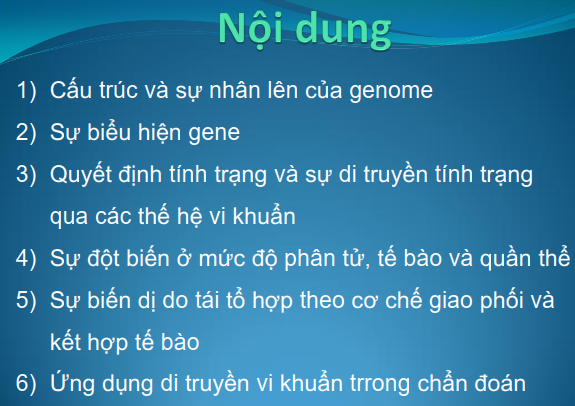 Nội dung
1) Cấu trúc và sự nhân lên của genome
2) Sự biểu hiện gene
3) Quyết định tính trạng và sự di truyền tính trạng
qua các thế hệ vi khuẩn
4) Sự đột biến ở mức độ phân tử, tế bào và quần thể
5) Sự biến dị do tái tổ hợp theo cơ chế giao phối và
kết hợp tế bào
6) Ứng dụng di truyền vi khuẩn trrong chẩn đoán